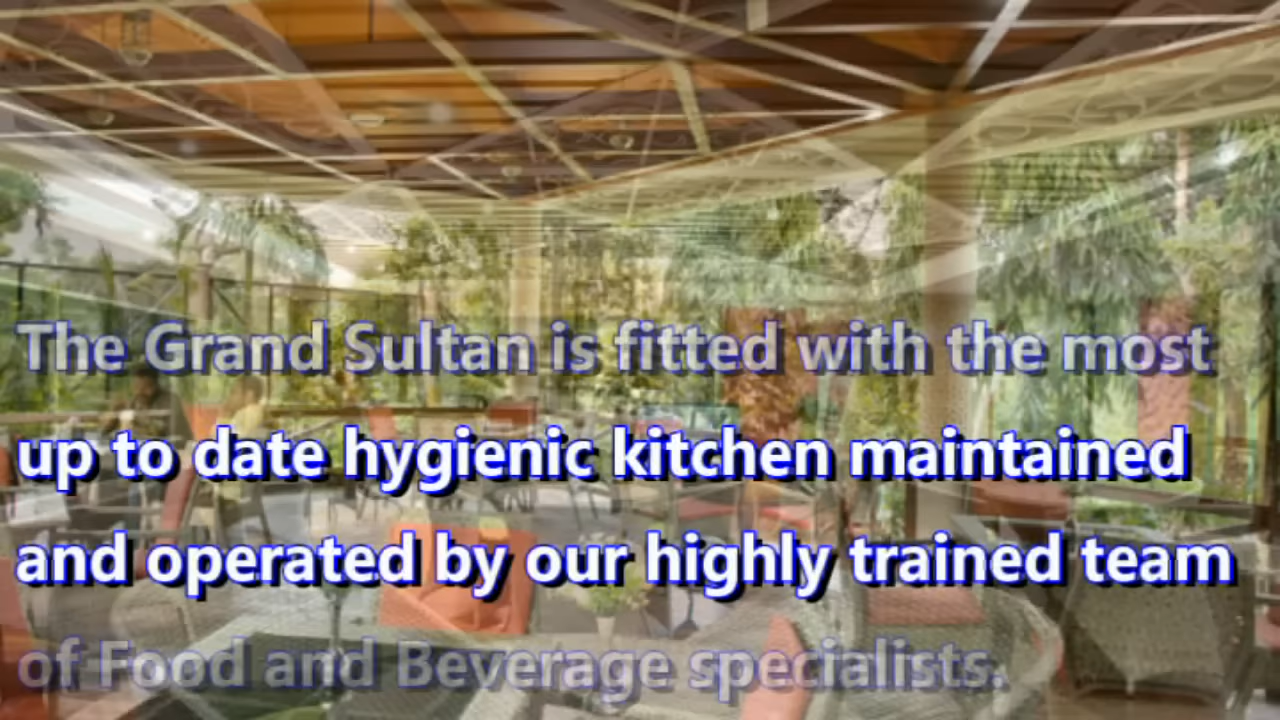 The Grand Sultan is fitted with the most
up to date hygienic kitchen maintained
and operated by our highly trained team
of Food and Beverage specialists.